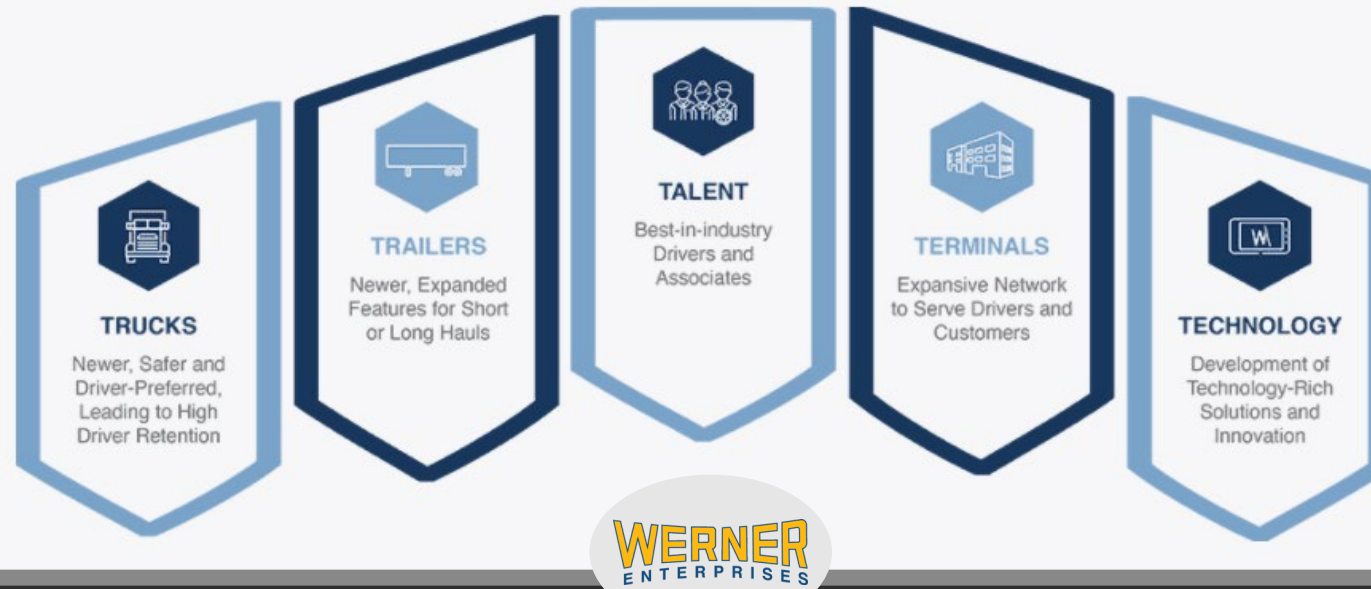 TRUCKS
Newer, Safer and
Driver-Preferred,
Leading to High
Driver Retention
TRAILERS
Newer, Expanded
Features for Short
or Long Hauls
TALENT
Best-in-industry
Drivers and
Associates
TERMINALS
Expansive Network
to Serve Drivers and
Customers
W
TECHNOLOGY
Development of
Technology-Rich
Solutions and
Innovation
WERNER
ENTERPRISES